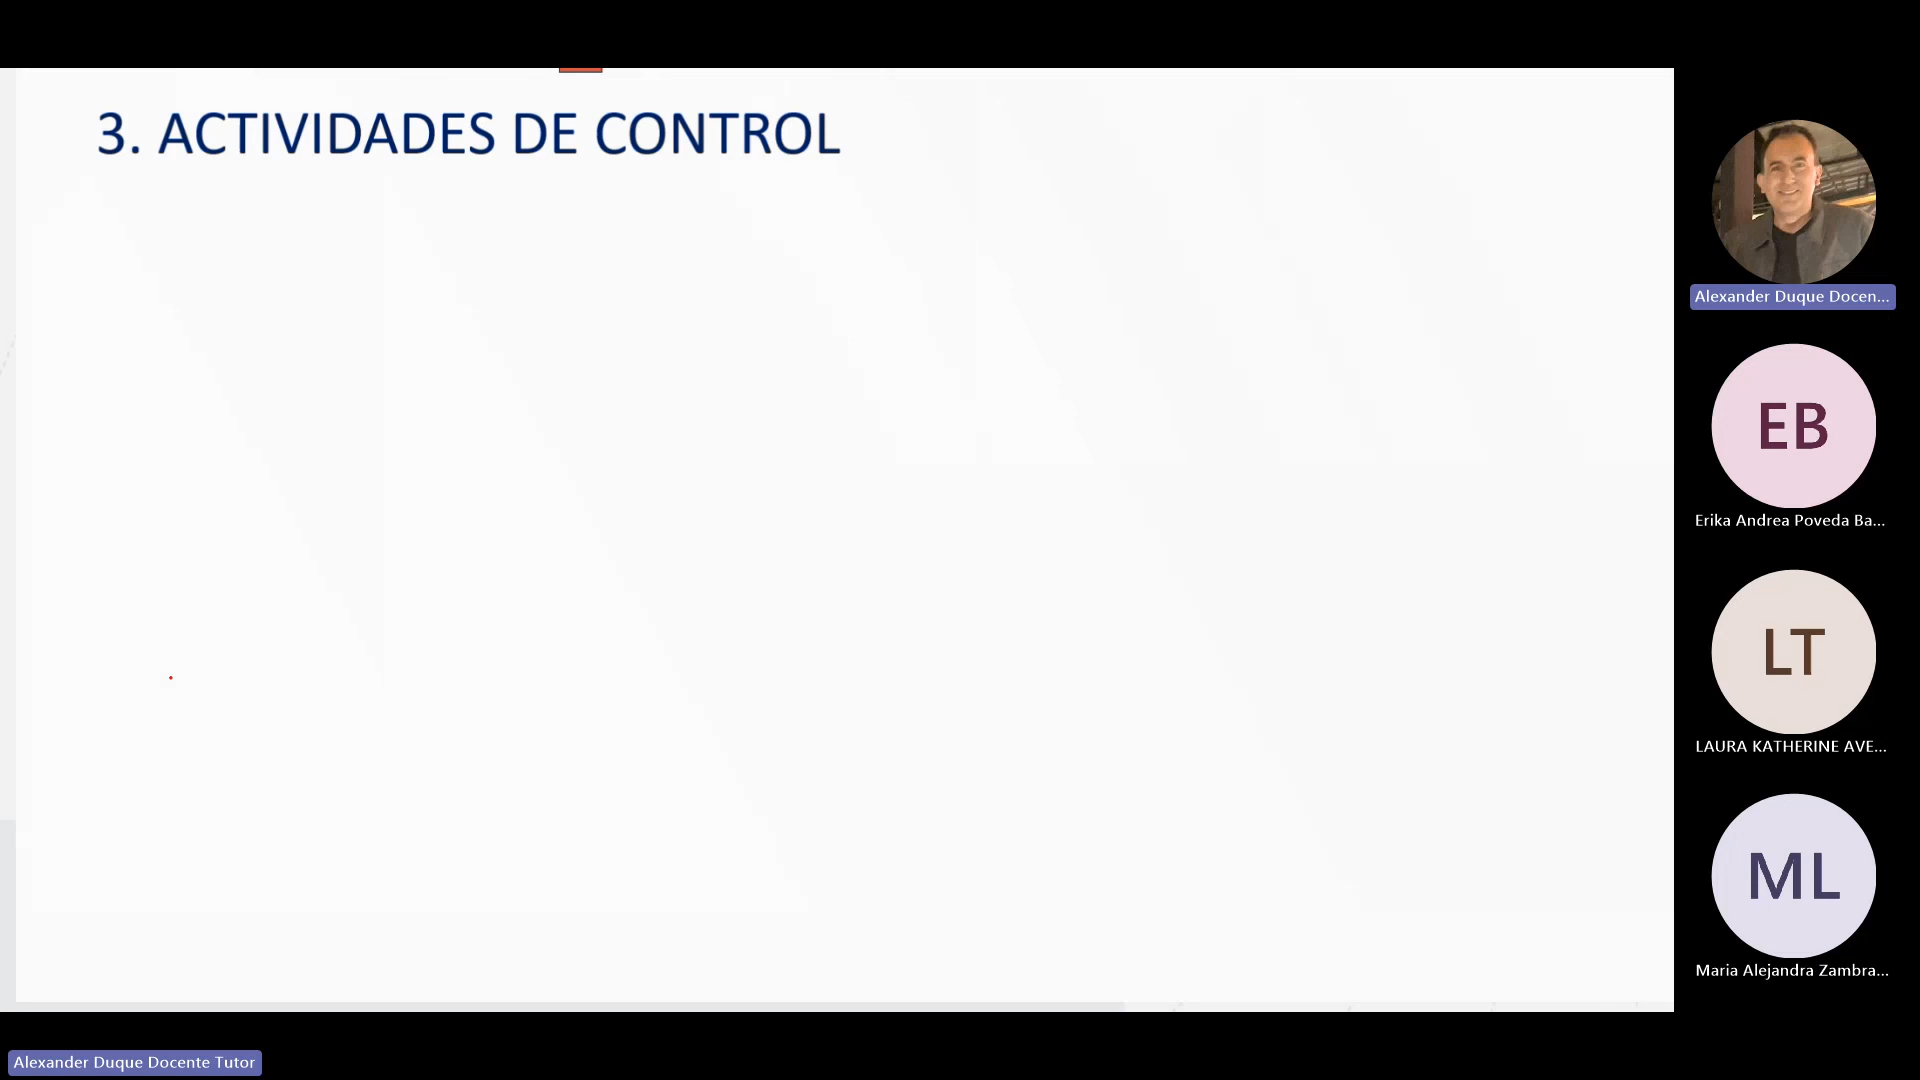 3. ACTIVIDADES DE CONTROL
Alexander Duque Docen...
EB
Erika Andrea Poveda Ba...
LT
LAURA KATHERINE AVE...
ML
Maria Alejandra Zambra...
Alexander Duque Docente Tutor